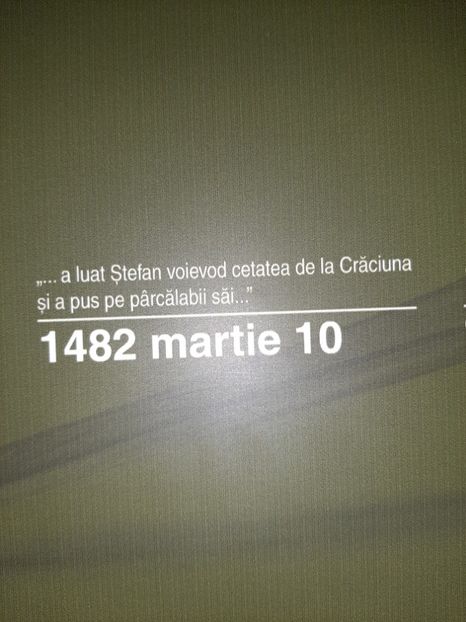 „... a luat Ștefan voievod cetatea de la Crăciuna
și a pus pe pârcălabii săi...”
1482 martie 10